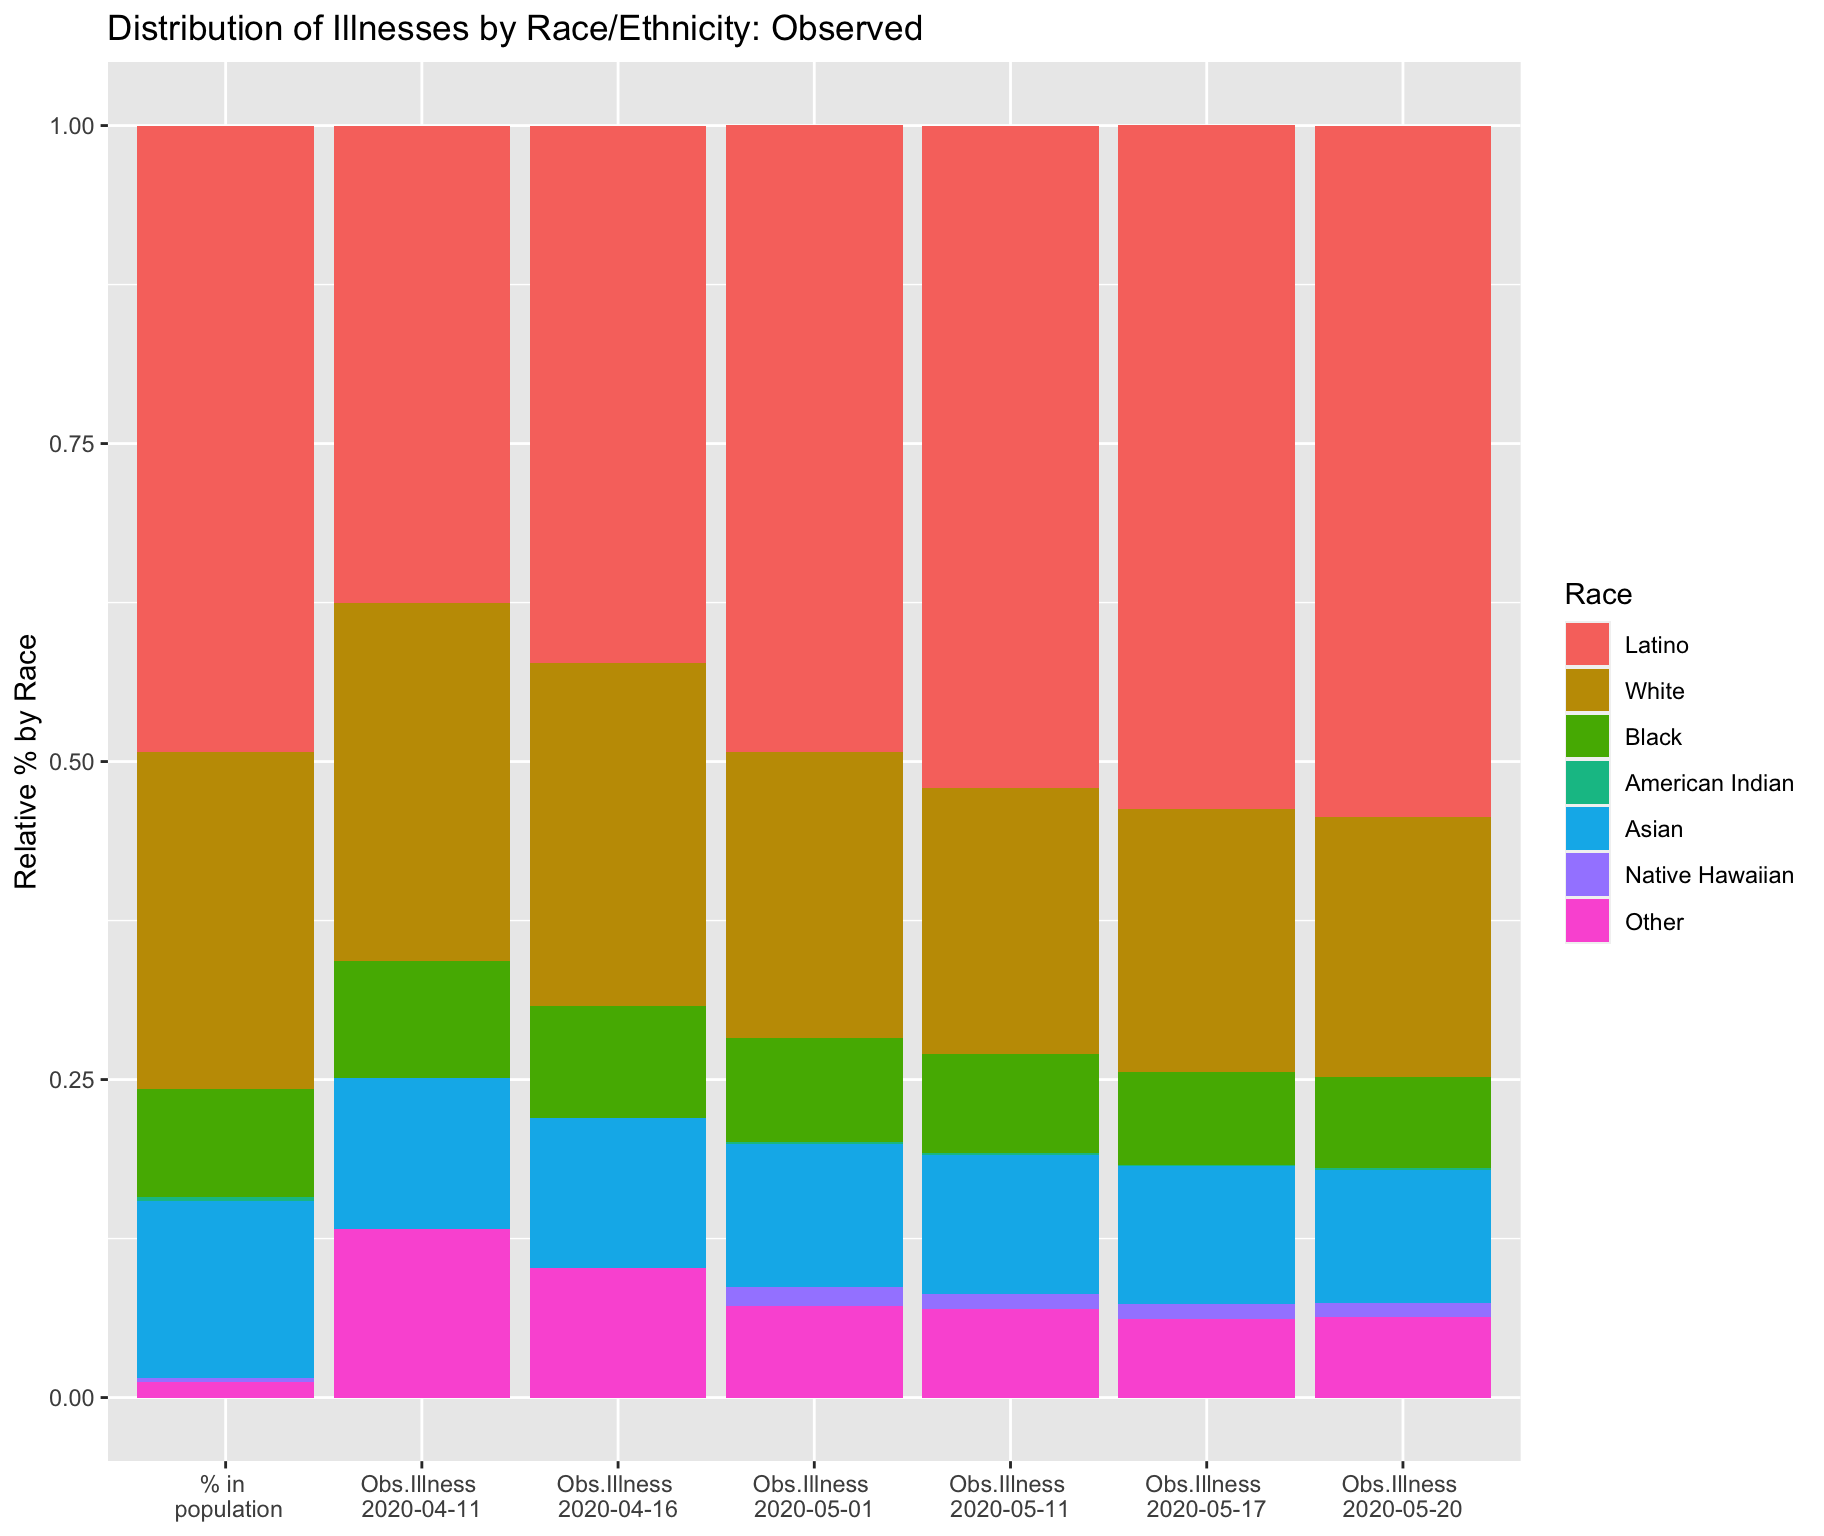 Distribution of Illnesses by Race/Ethnicity: Observed
Relative % by Race
1.00
0.75
0.50
0.25
0.00
% in
population
Obs.Illness
2020-04-11
Obs.Illness
2020-04-16
Obs.Illness
2020-05-01
Obs.Illness
2020-05-11
Obs.Illness
2020-05-17
Obs.Illness
2020-05-20
Race
Latino
White
Black
American Indian
Asian
Native Hawaiian
Other